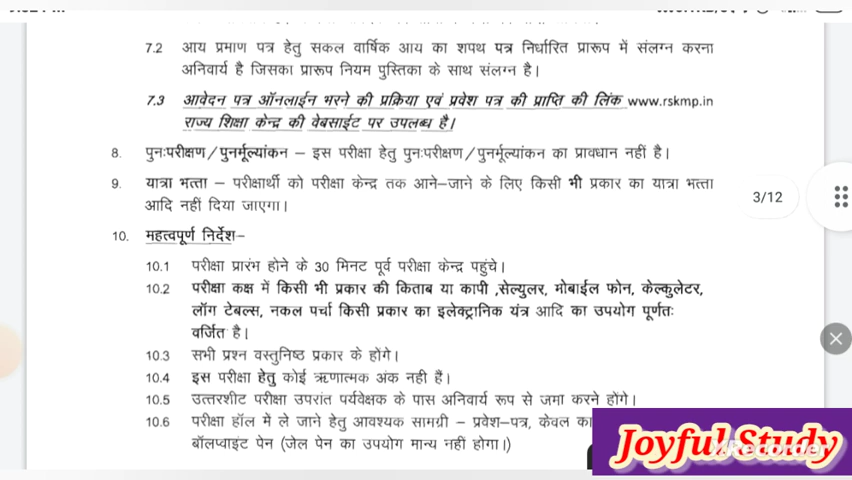 7.2 आय प्रमाण पत्र हेतु सकल वार्षिक आय का शपथ पत्र निर्धारित प्रारूप में संलग्न करना
अनिवार्य है जिसका प्रारूप नियम पुस्तिका के साथ संलग्न है।
7.3 आवेदन पत्र ऑनलाईन भरने की प्रक्रिया एवं प्रवेश पत्र की प्राप्ति की लिंक www.rskmp.in
राज्य शिक्षा केन्द्र की वेबसाईट पर उपलब्ध है।
8. पुनःपरीक्षण/पुनर्मूल्यांकन – इस परीक्षा हेतु पुनःपरीक्षण/पुनर्मूल्यांकन का प्रावधान नहीं है।
9. यात्रा भत्ता – परीक्षार्थी को परीक्षा केन्द्र तक आने–जाने के लिए किसी भी प्रकार का यात्रा भत्ता
आदि नहीं दिया जाएगा।
3/12
10. महत्वपूर्ण निर्देश–
10.1 परीक्षा प्रारंभ होने के 30 मिनट पूर्व परीक्षा केन्द्र पहुंचे।
10.2 परीक्षा कक्ष में किसी भी प्रकार की किताब या कापी ,सेल्युलर, मोबाईल फोन, केल्कुलेटर,
लॉग टेबल्स, नकल पर्चा किसी प्रकार का इलेक्ट्रानिक यंत्र आदि का उपयोग पूर्णतः
वर्जित है।
10.3 सभी प्रश्न वस्तुनिष्ठ प्रकार के होंगे।
10.4 इस परीक्षा हेतु कोई ऋणात्मक अंक नही हैं।
10.5 उत्तरशीट परीक्षा उपरांत पर्यवेक्षक के पास अनिवार्य रूप से जमा करने होंगे।
10.6 परीक्षा हॉल में ले जाने हेतु आवश्यक सामग्री – प्रवेश–पत्र, केवल
बॉलप्वाइंट पेन (जेल पेन का उपयोग मान्य नहीं होगा।)
Joyful Study